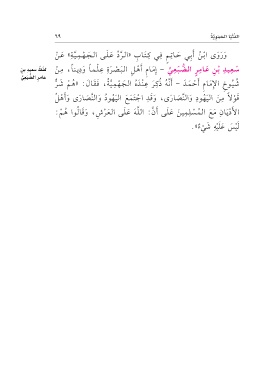 الفتيا الحموية
٦٩
وَرَوَى ابْنُ أَبِي حَاتِمٍ فِي كِتَابِ «الرَّدِّ عَلَى الجَهْمِيَّةِ» عَنْ
سَعِيدِ بْنِ عَامِرٍ الضُّبَعِيِّ - إِمَامِ أَهْلِ البَصْرَةِ عِلْماً وَدِيناً، مِنْ
كلام سعيد بن
عامر الضبعي
شُيُوخِ الإِمَامِ أَحْمَدَ - أَنَّهُ ذُكِرَ عِنْدَهُ الجَهْمِيَّةُ، فَقَالَ: «هُمْ شَرٌّ
قَوْلاً مِنَ اليَهُودِ وَالنَّصَارَى، وَقَدِ اجْتَمَعَ اليَهُودُ وَالنَّصَارَى وَأَهْلُ
الأَدْيَانِ مَعَ المُسْلِمِينَ عَلَى أَنَّ: اللَّهَ عَلَى العَرْشِ، وَقَالُوا هُمْ:
لَيْسَ عَلَيْهِ شَيْءٌ».